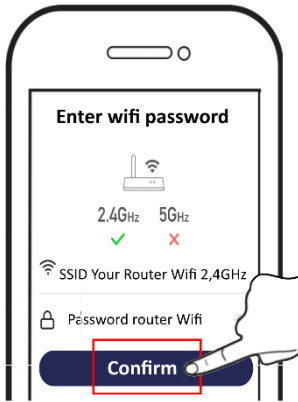 Enter wifi password
2.4GHz 5GHz
SSID Your Router Wifi 2,4GHz
Password router Wifi
Confirm